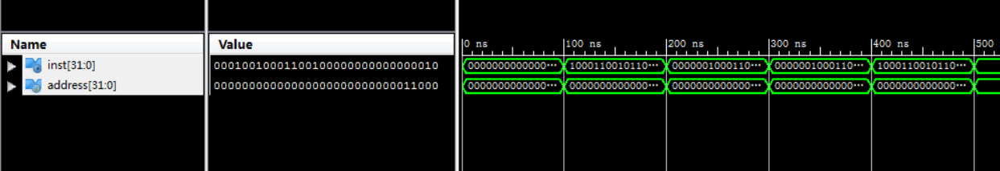 0 ns 100 ns 200 ns 300 ns 400 ns 500
Name Value
inst[31:0] 00010010001100100000000000000010 0000000000000··· 1000110010110··· 0000001000110··· 0000001000110··· 1000110010110···
address[31:0] 00000000000000000000000000011000 0000000000000··· 0000000000000··· 0000000000000··· 0000000000000··· 0000000000000···